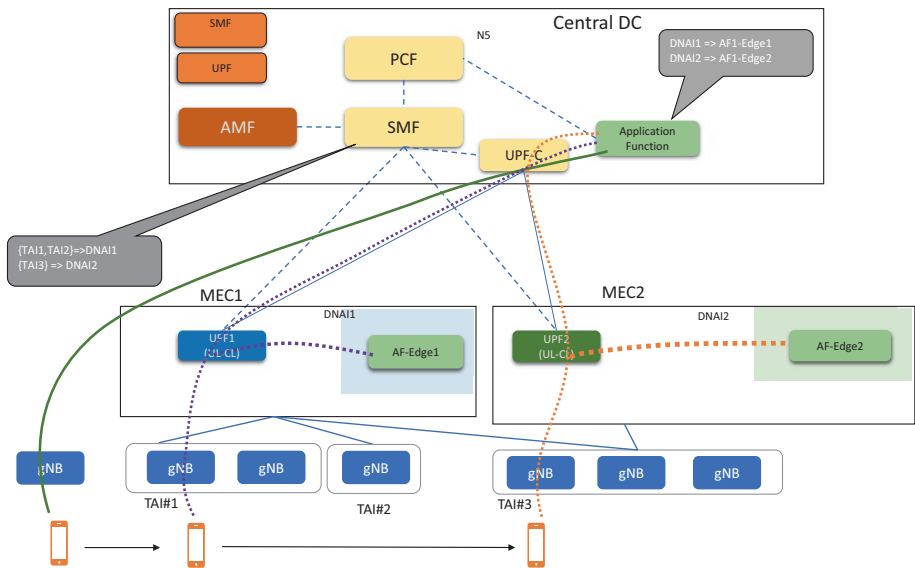 Central DC
SMF
UPF
N5
PCF
DNAI1 => AF1-Edge1
DNAI2 => AF1-Edge2
AMF
SMF
UPF-C
Application
Function
{TAI1,TAI2}=>DNAI1
{TAI3} => DNAI2
MEC1
MEC2
DNAI1
DNAI2
UPF1
(UL-CL)
AF-Edge1
UPF2
(UL-CL)
AF-Edge2
gNB
gNB
gNB
gNB
gNB
gNB
gNB
TAI#1
TAI#2
TAI#3